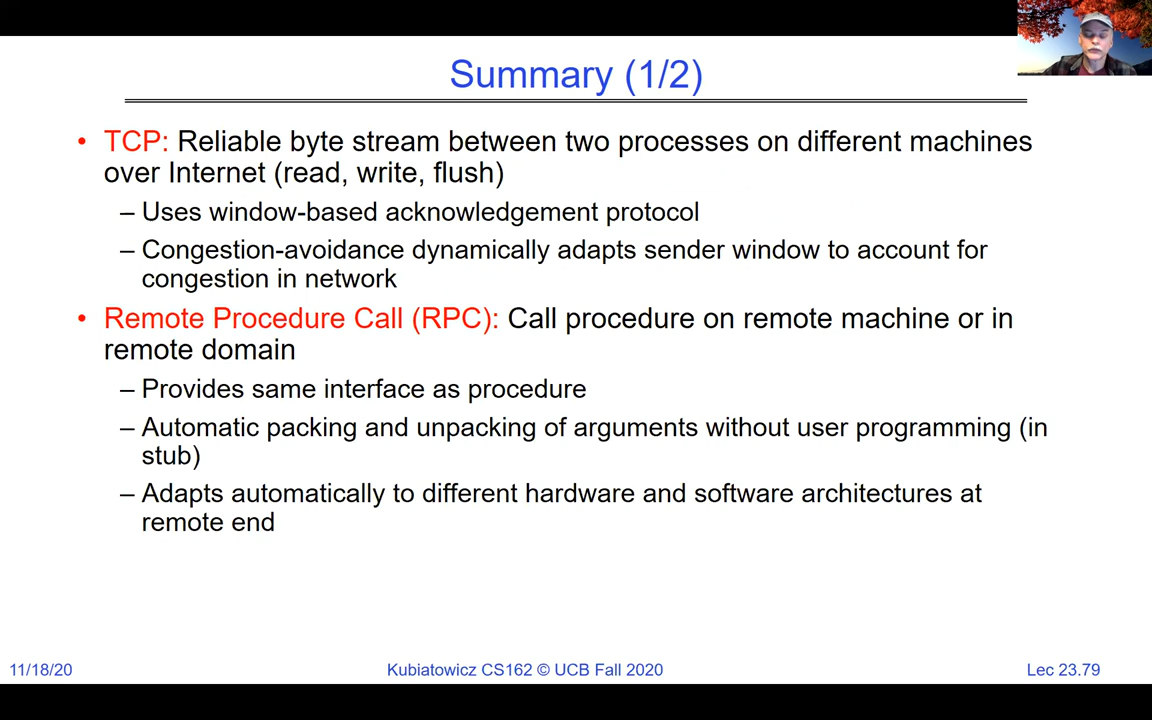 Summary (1/2)
• TCP: Reliable byte stream between two processes on different machines
over Internet (read, write, flush)
– Uses window-based acknowledgement protocol
– Congestion-avoidance dynamically adapts sender window to account for
congestion in network
• Remote Procedure Call (RPC): Call procedure on remote machine or in
remote domain
– Provides same interface as procedure
– Automatic packing and unpacking of arguments without user programming (in
stub)
– Adapts automatically to different hardware and software architectures at
remote end
11/18/20
Kubiatowicz CS162 © UCB Fall 2020
Lec 23.79